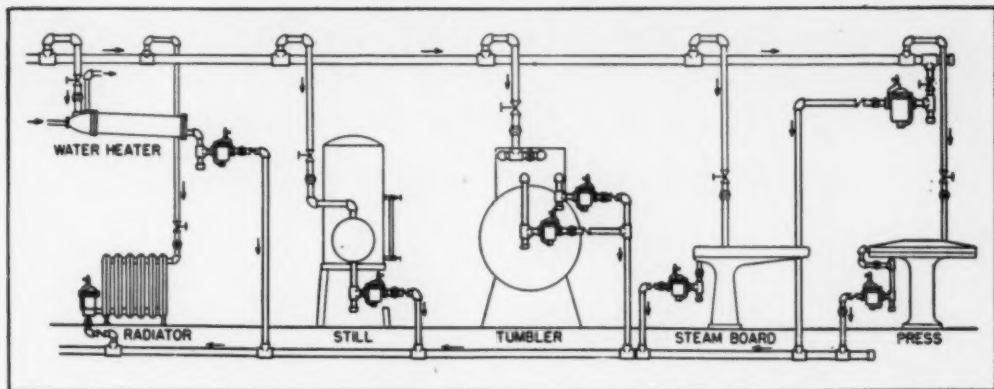 WATER HEATER
RADIATOR
STILL
TUMBLER
STEAM BOARD
PRESS